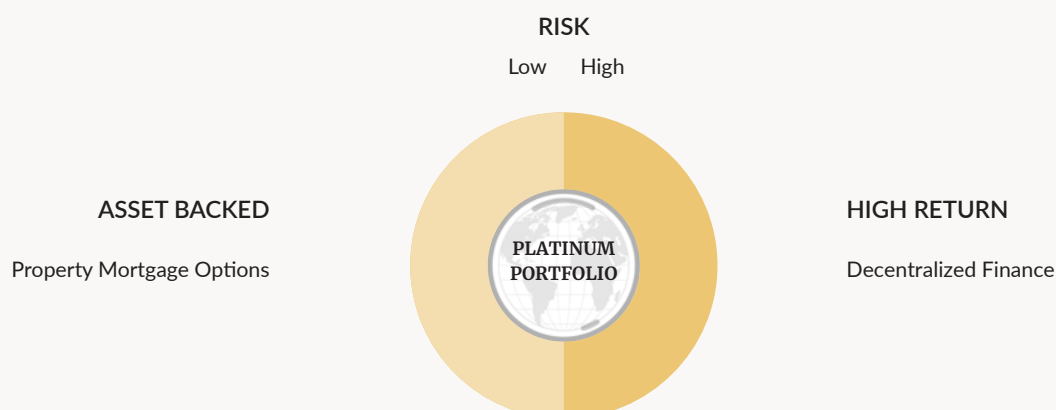 RISK
Low High
ASSET BACKED
HIGH RETURN
PLATINUM
PORTFOLIO
Property Mortgage Options
Decentralized Finance